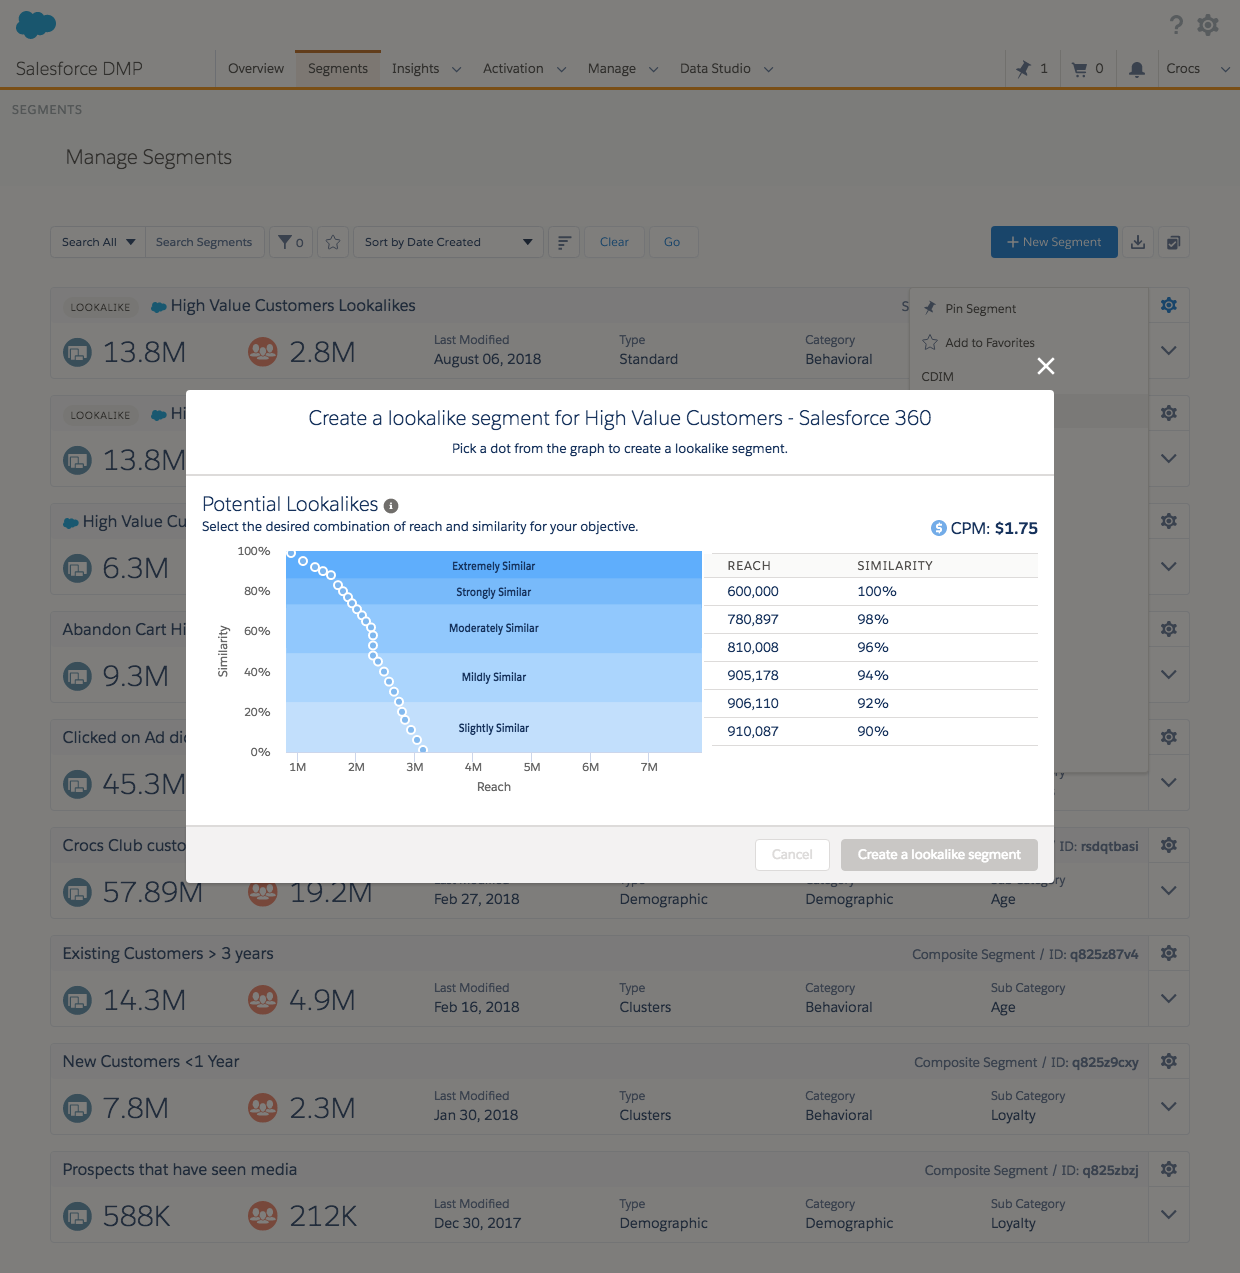 Salesforce DMP
Overview Segments Insights Activation Manage Data Studio 1 0 Crocs
SEGMENTS
Manage Segments
Search All Search Segments 0 Sort by Date Created Clear Go + New Segment
LOOKALIKE High Value Customers Lookalikes
Pin Segment
Add to Favorites
CDIM
13.8M 2.8M
Last Modified Type Category
August 06, 2018 Standard Behavioral
LOOKALIKE
13.8M
Create a lookalike segment for High Value Customers - Salesforce 360
Pick a dot from the graph to create a lookalike segment.
Potential Lookalikes
Select the desired combination of reach and similarity for your objective.
CPM: $1.75
100%
80%
60%
40%
20%
0%
Similarity
Extremely Similar
Strongly Similar
Moderately Similar
Mildly Similar
Slightly Similar
1M 2M 3M 4M 5M 6M 7M
Reach
REACH SIMILARITY
600,000 100%
780,897 98%
810,008 96%
905,178 94%
906,110 92%
910,087 90%
Cancel Create a lookalike segment
High Value Cu
6.3M
Abandon Cart Hi
9.3M
Clicked on Ad di
45.3M
Crocs Club custo ID: rsdqtbasi
57.89M 19.2M
Feb 27, 2018 Demographic Demographic Age
Existing Customers > 3 years Composite Segment / ID: q825z87v4
14.3M 4.9M
Last Modified Type Category Sub Category
Feb 16, 2018 Clusters Behavioral Age
New Customers <1 Year Composite Segment / ID: q825z9cxy
7.8M 2.3M
Last Modified Type Category Sub Category
Jan 30, 2018 Clusters Behavioral Loyalty
Prospects that have seen media Composite Segment / ID: q825zbzj
588K 212K
Last Modified Type Category Sub Category
Dec 30, 2017 Demographic Demographic Loyalty